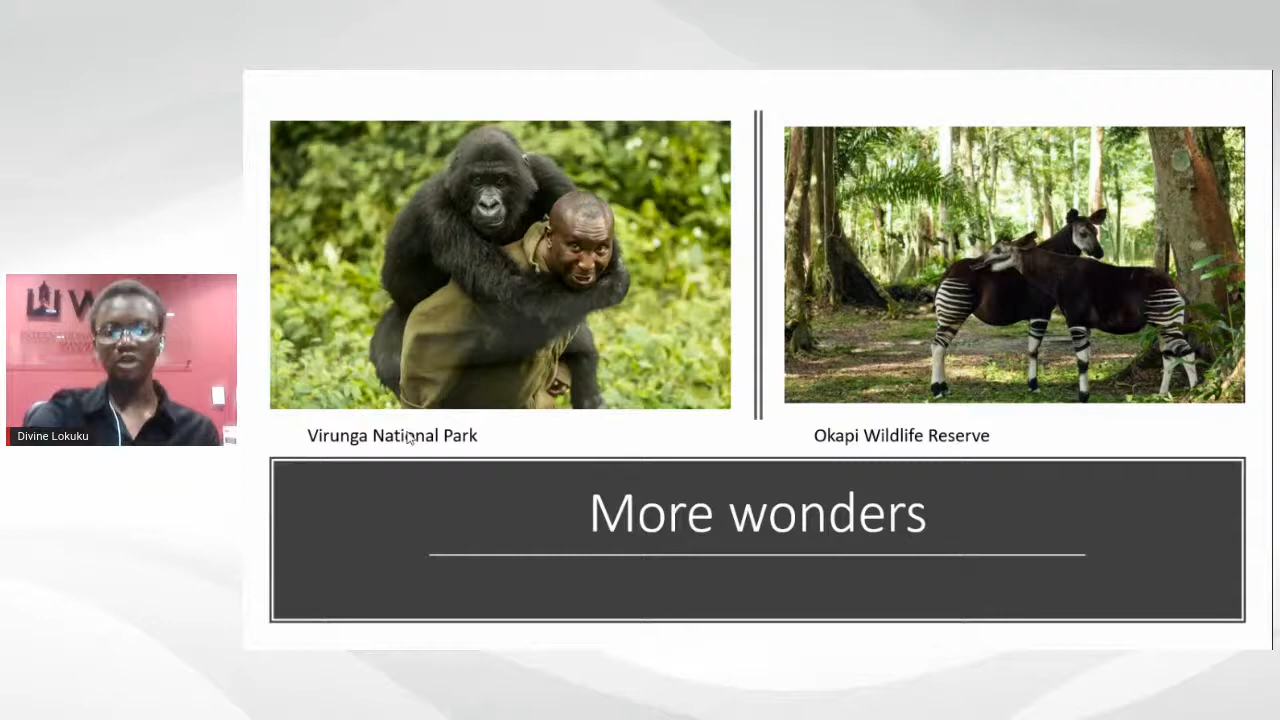 Virunga National Park
Okapi Wildlife Reserve
More wonders
W
Divine Lokuku